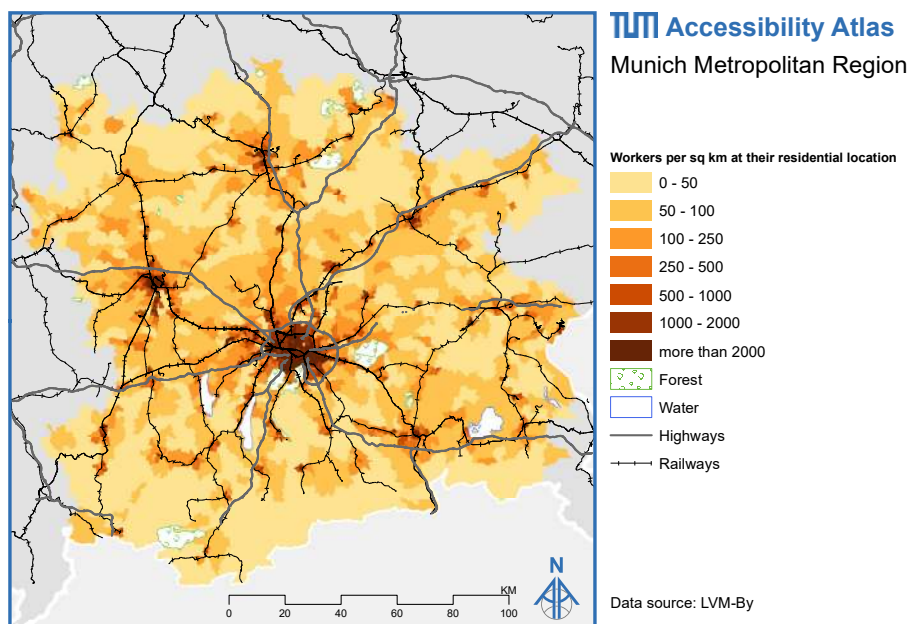 TUM Accessibility Atlas
Munich Metropolitan Region
Workers per sq km at their residential location
0 - 50
50 - 100
100 - 250
250 - 500
500 - 1000
1000 - 2000
more than 2000
Forest
Water
Highways
Railways
N
KM
0 20 40 60 80 100
Data source: LVM-By